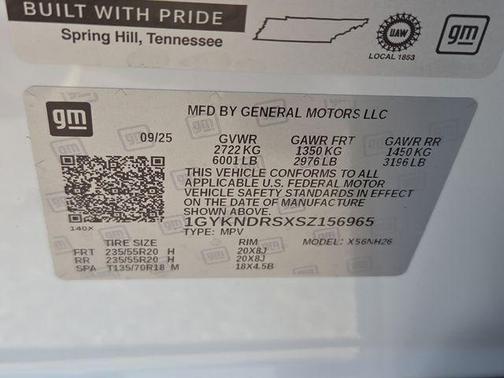 BUILT WITH PRIDE
Spring Hill, Tennessee
UAW
LOCAL 1853
gm
gm
MFD BY GENERAL MOTORS LLC
09/25 GVWR GAWR FRT GAWR RR
2722 KG 1350 KG 1450 KG
6001 LB 2976 LB 3196 LB
THIS VEHICLE CONFORMS TO ALL
APPLICABLE U.S. FEDERAL MOTOR
VEHICLE SAFETY STANDARDS IN EFFECT
ON THE DATE OF MANUFACTURE
SHOWN ABOVE.
1GYKNDRSXSZ156965
140X TYPE: MPV
TIRE SIZE RIM MODEL: X56NH26
FRT 235/55R20 H 20X8J
RR 235/55R20 H 20X8J
SPA T135/70R18 M 18X4.5B